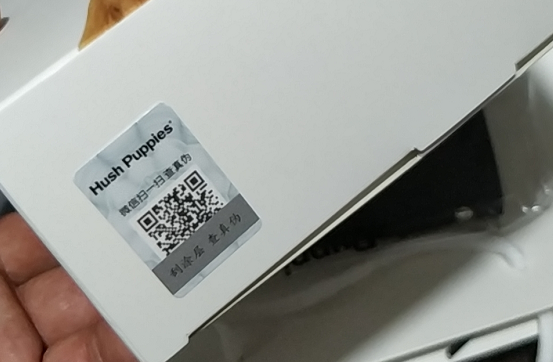 Hush Puppies
微信扫一扫 查真伪
刮涂层 查真伪